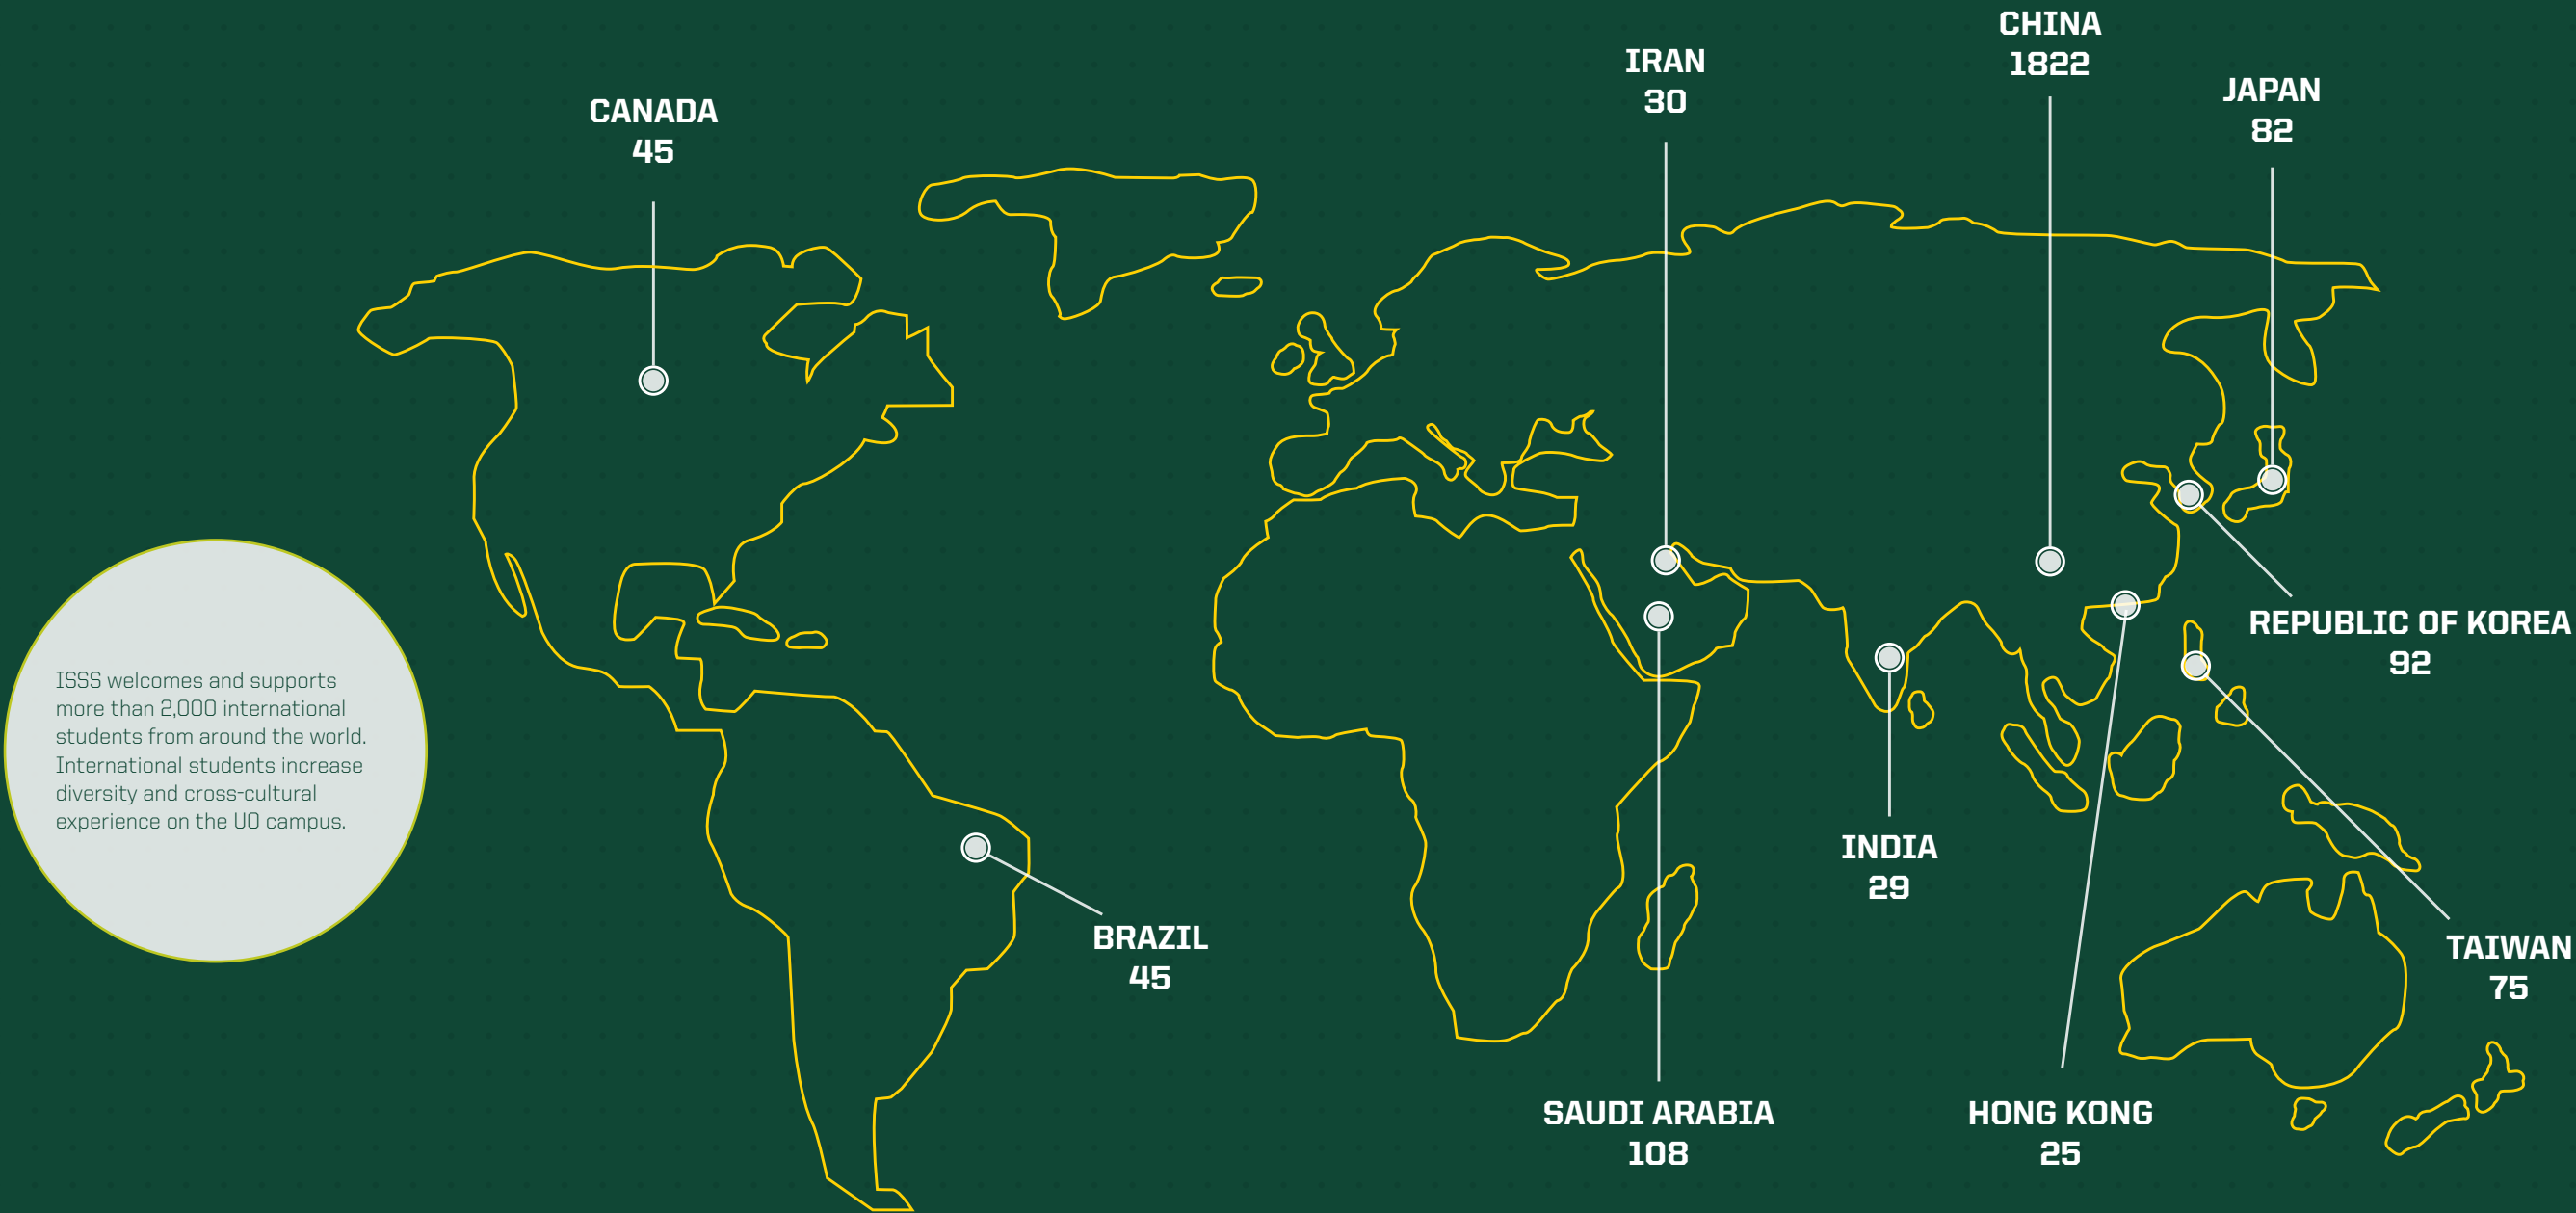 CHINA
1822
IRAN
30
JAPAN
82
CANADA
45
REPUBLIC OF KOREA
92
ISSS welcomes and supports
more than 2,000 international
students from around the world.
International students increase
diversity and cross-cultural
experience on the UO campus.
INDIA
29
BRAZIL
45
TAIWAN
75
SAUDI ARABIA
108
HONG KONG
25